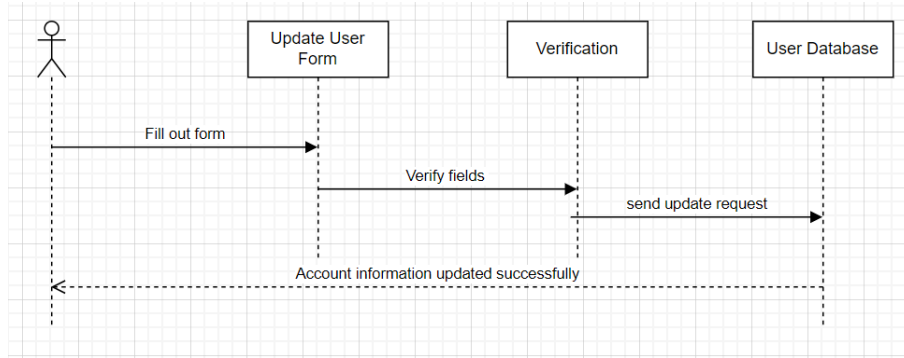 Update User
Form
Verification
User Database
Fill out form
Verify fields
send update request
Account information updated successfully